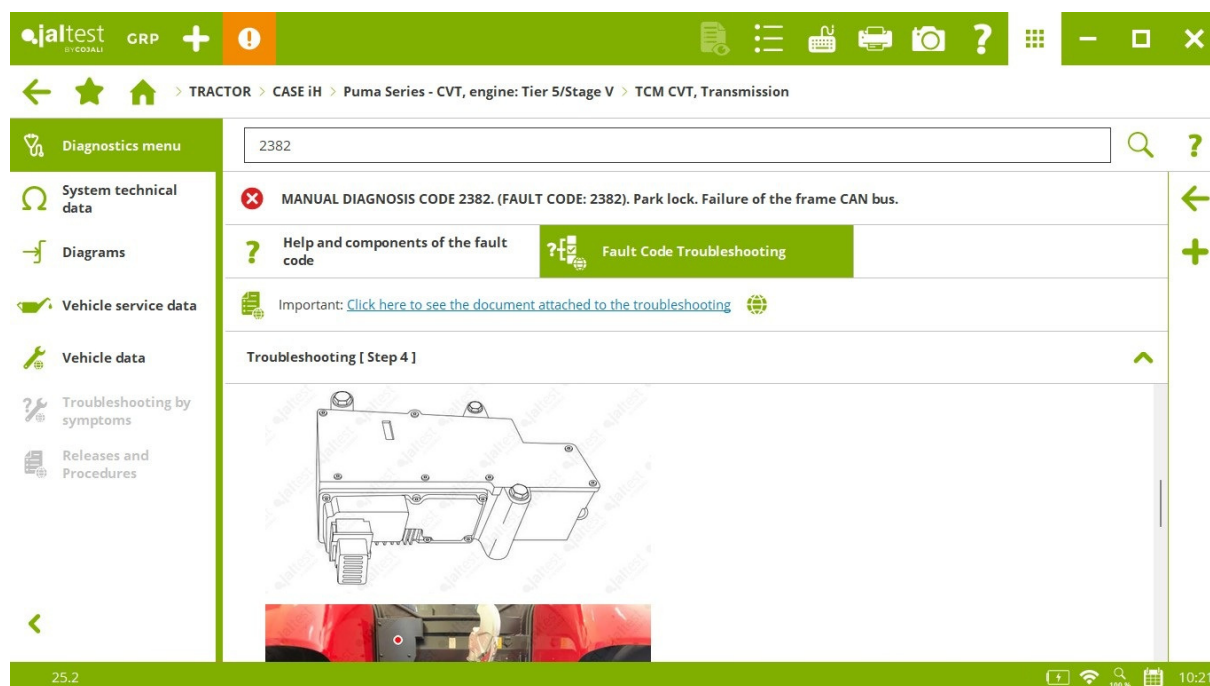 jaltest GRP
BY COJALI
> TRACTOR > CASE iH > Puma Series - CVT, engine: Tier 5/Stage V > TCM CVT, Transmission
Diagnostics menu
2382
?
System technical
data
MANUAL DIAGNOSIS CODE 2382. (FAULT CODE: 2382). Park lock. Failure of the frame CAN bus.
Diagrams
Help and components of the fault
code
Fault Code Troubleshooting
Vehicle service data
Important: Click here to see the document attached to the troubleshooting
Vehicle data
Troubleshooting [ Step 4 ]
Troubleshooting by
symptoms
Releases and
Procedures
25.2
100 %
10:21